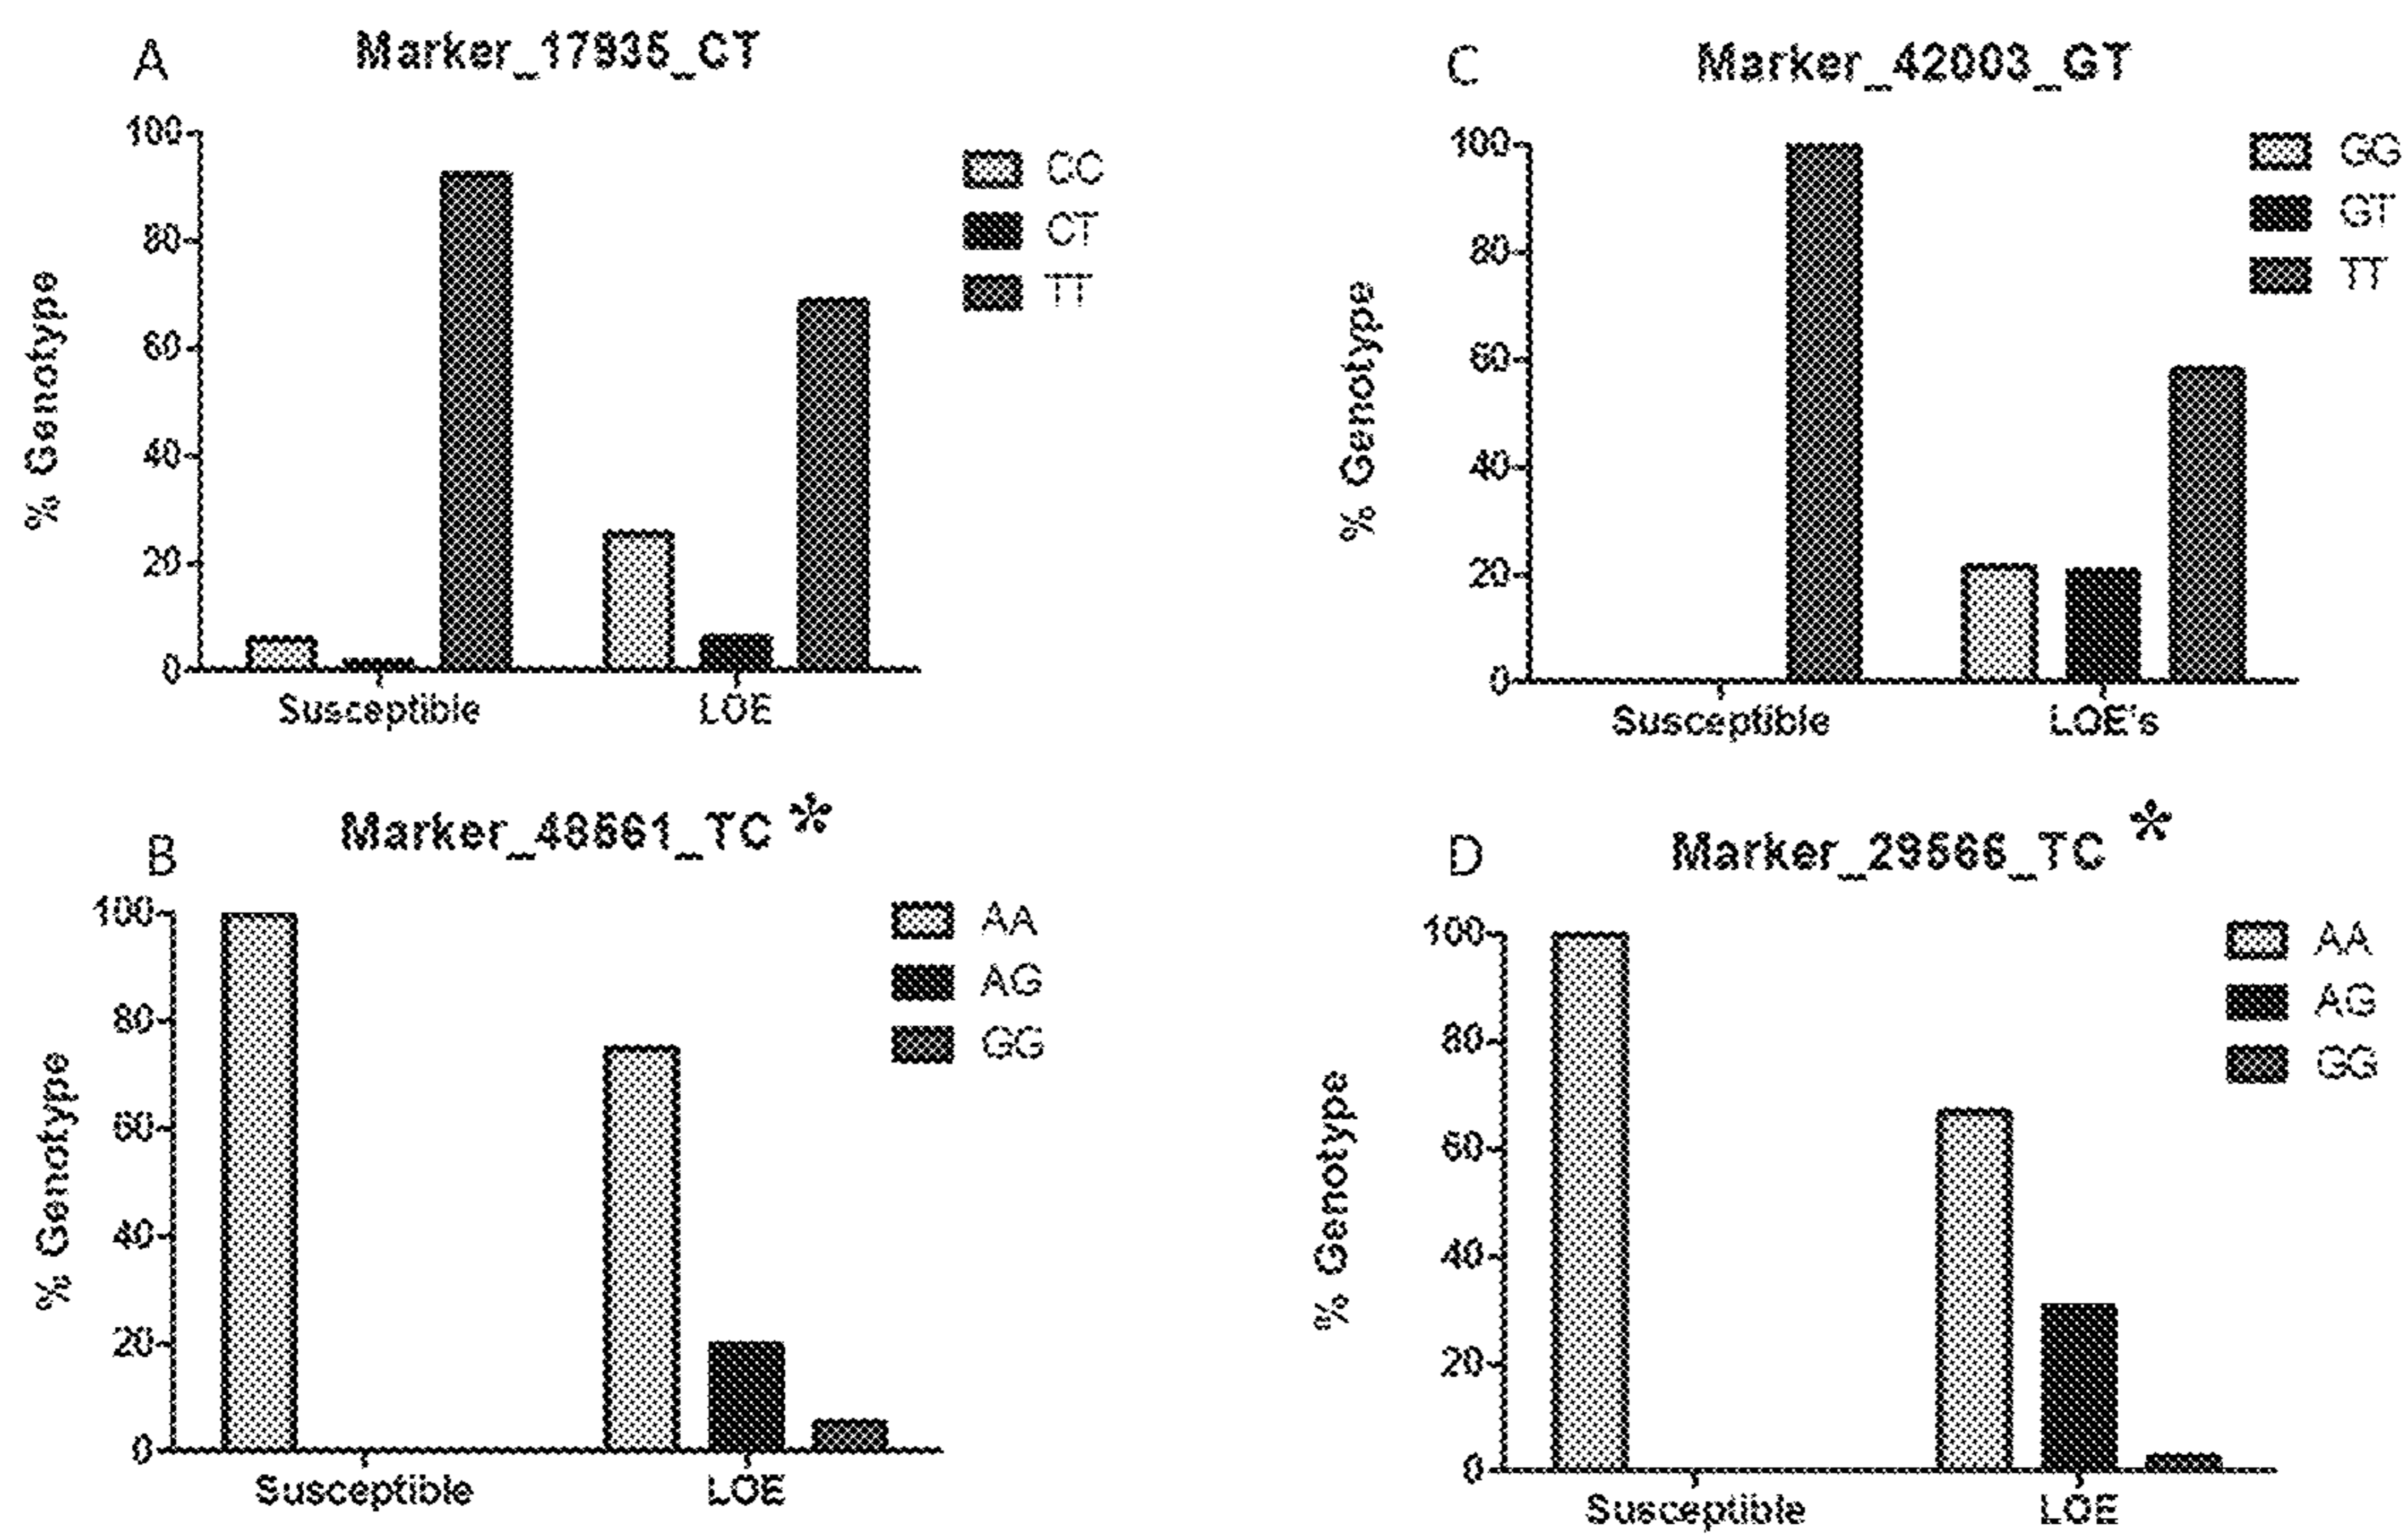 A
Marker_17935_CT
100
80
60
40
20
0
% Genotype
CC
CT
TT
Susceptible
LOE
C
Marker_42003_GT
100
80
60
40
20
0
% Genotype
GG
GT
TT
Susceptible
LOE's
B
Marker_48561_TC *
100
80
60
40
20
0
% Genotype
AA
AG
GG
Susceptible
LOE
D
Marker_29566_TC *
100
80
60
40
20
0
% Genotype
AA
AG
GG
Susceptible
LOE